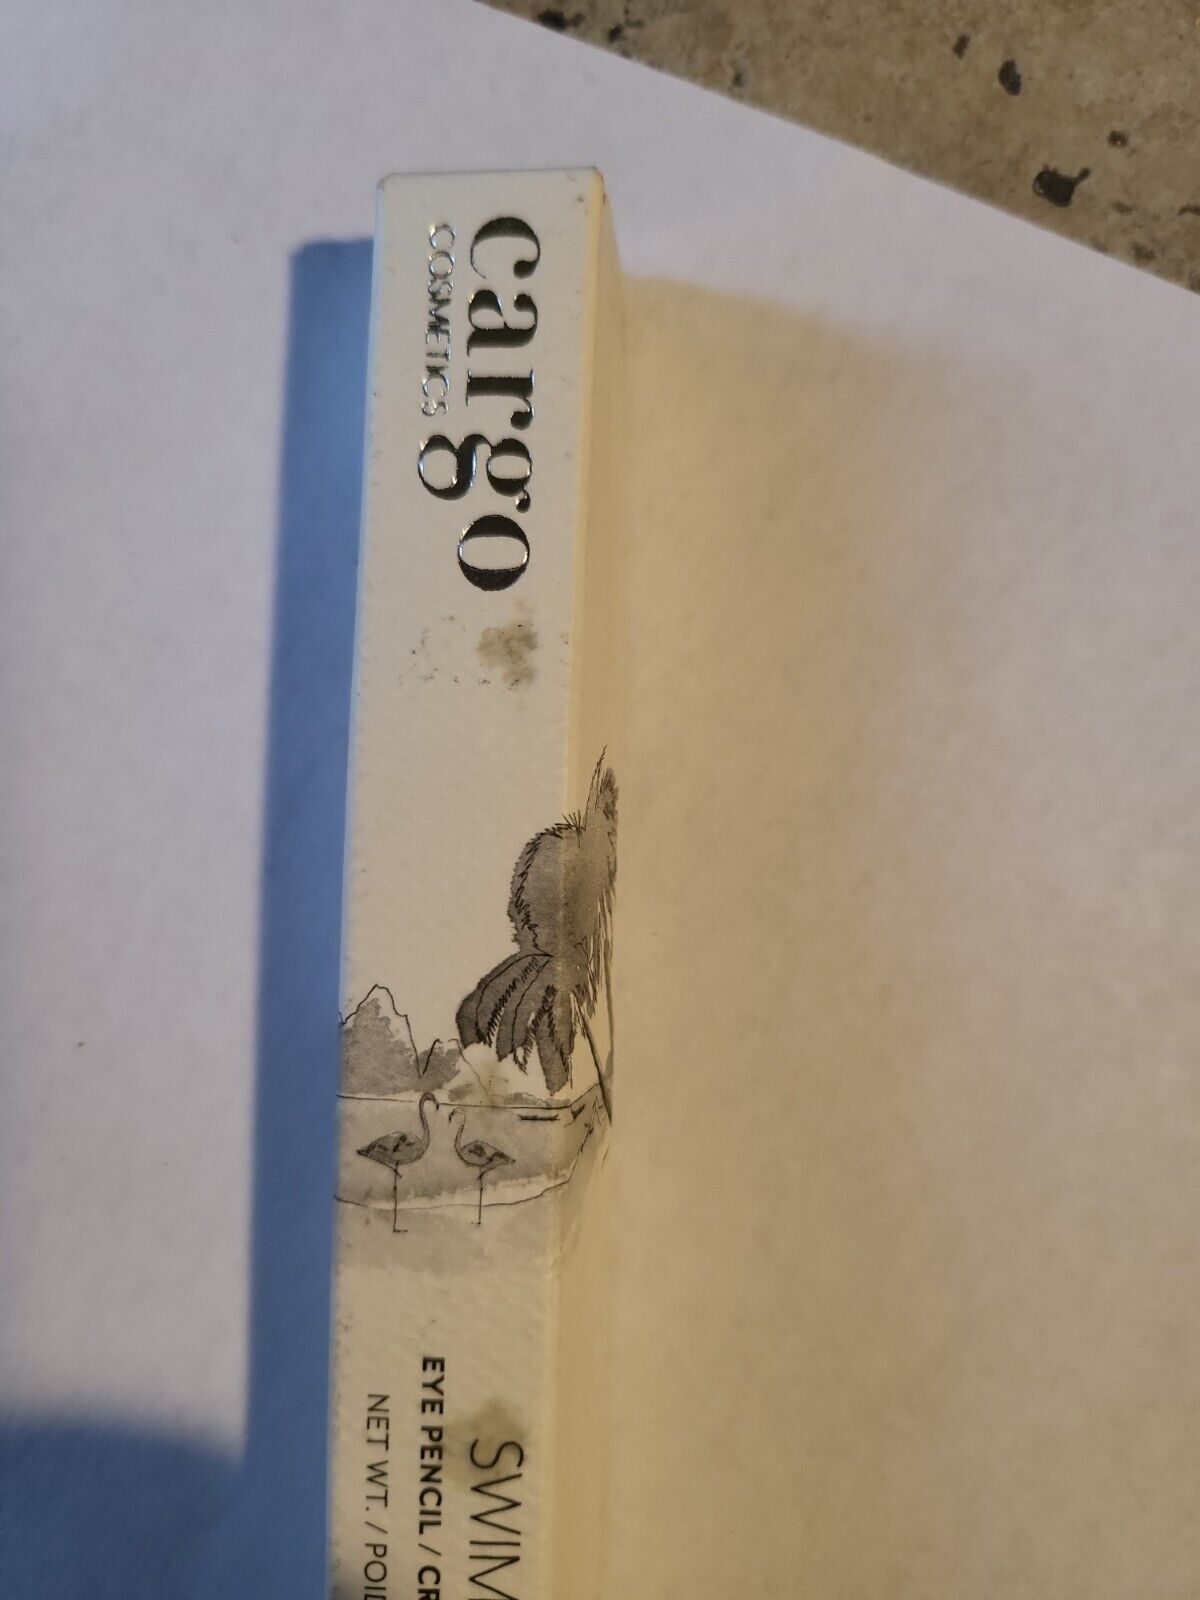 cargo
COSMETICS
SWIM
EYE PENCIL / CR
NET WT. / POID